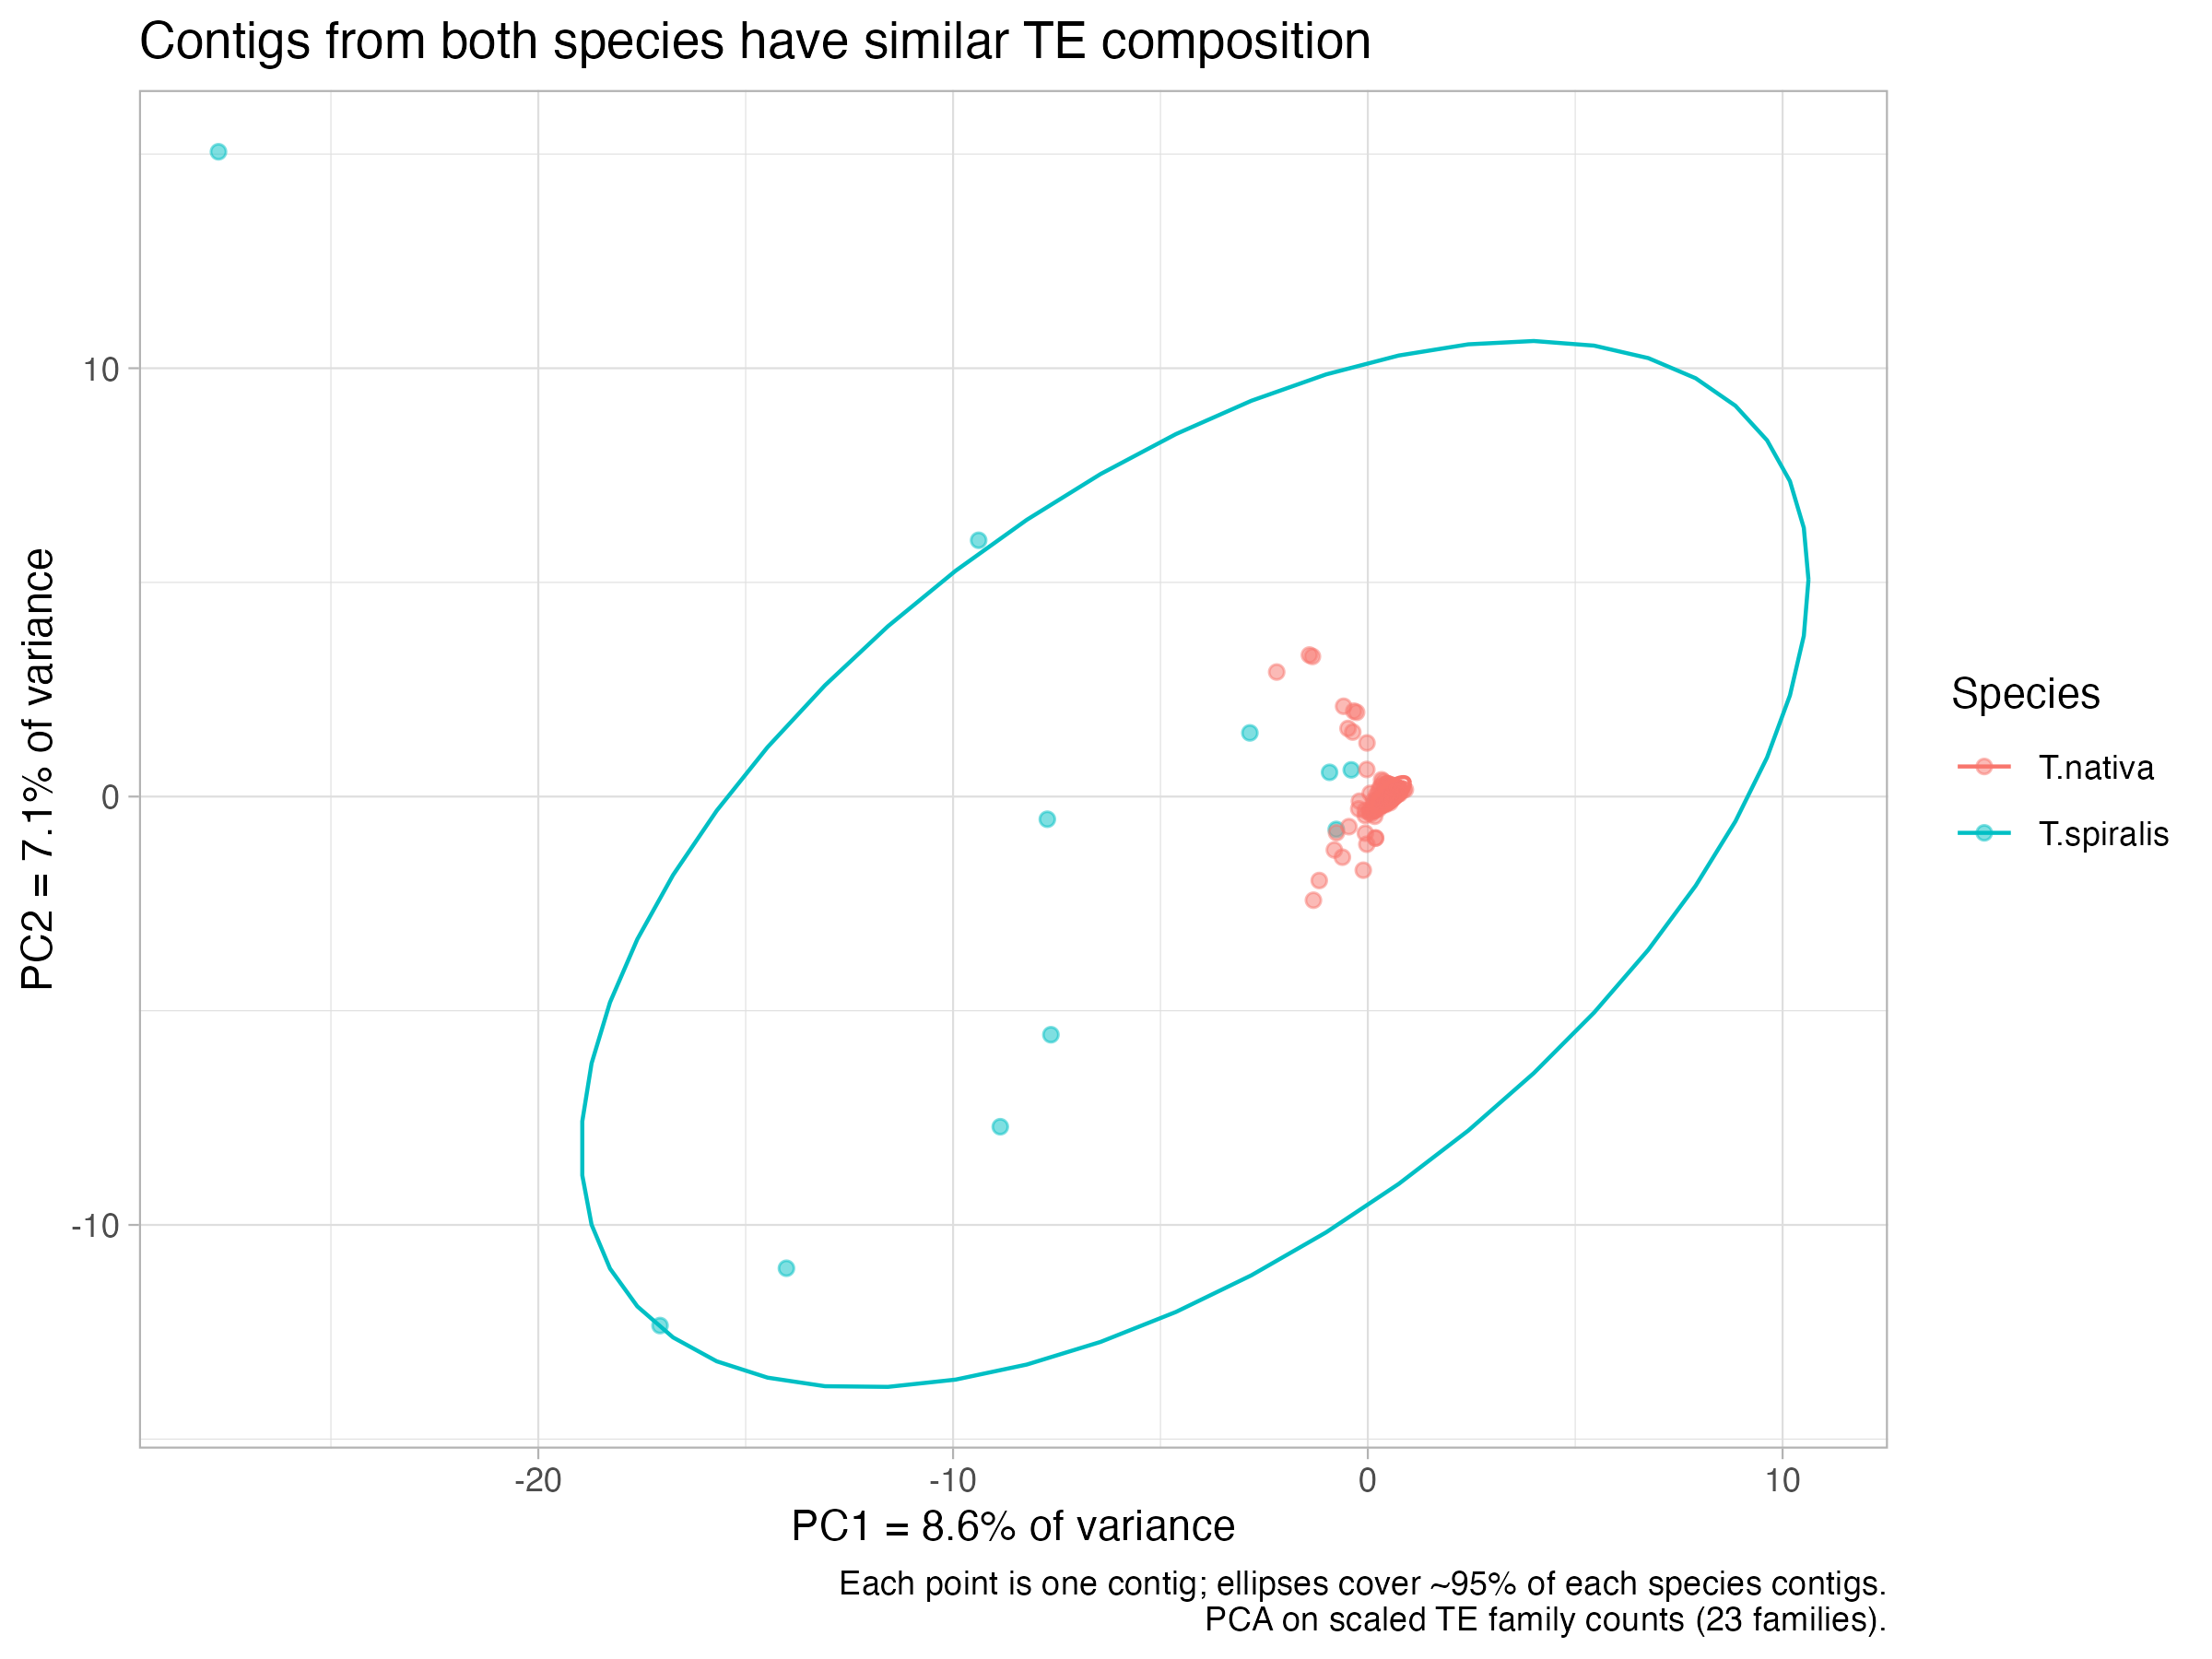 Contigs from both species have similar TE composition
PC2 = 7.1% of variance
10
0
-10
-20
-10
0
10
PC1 = 8.6% of variance
Species
T.nativa
T.spiralis
Each point is one contig; ellipses cover ~95% of each species contigs.
PCA on scaled TE family counts (23 families).